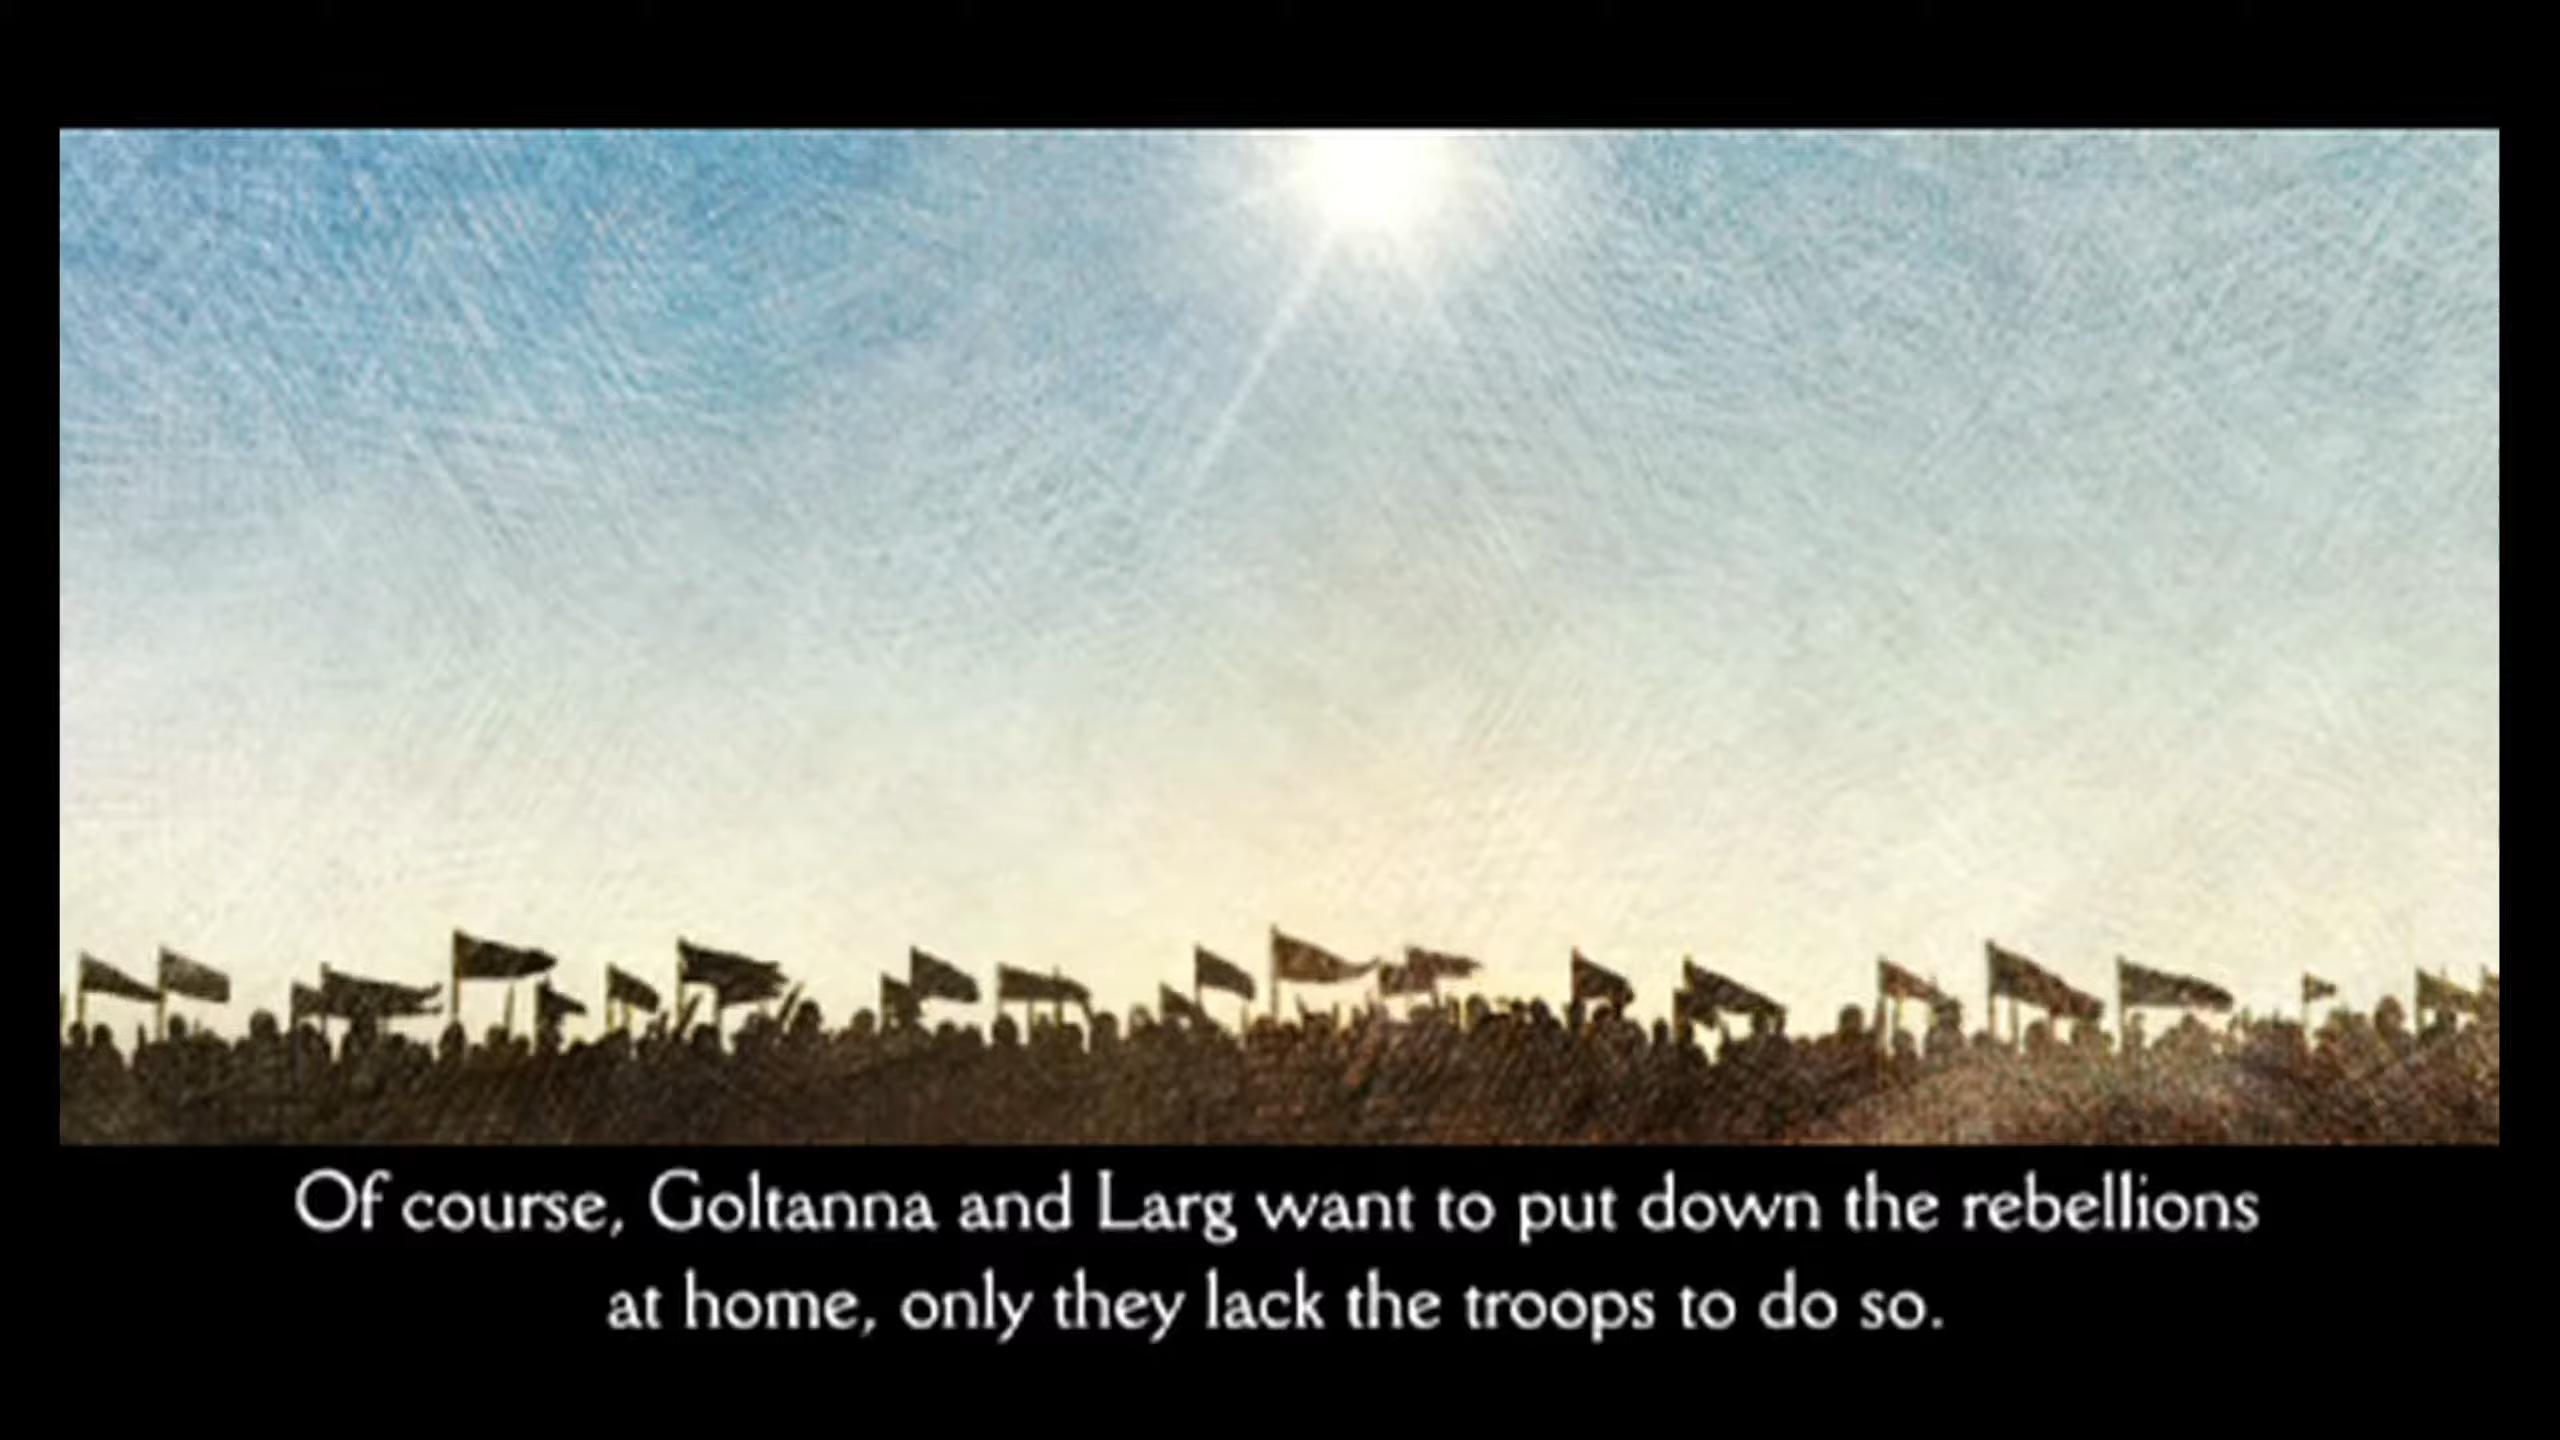 Of course, Goltanna and Larg want to put down the rebellions
at home, only they lack the troops to do so.